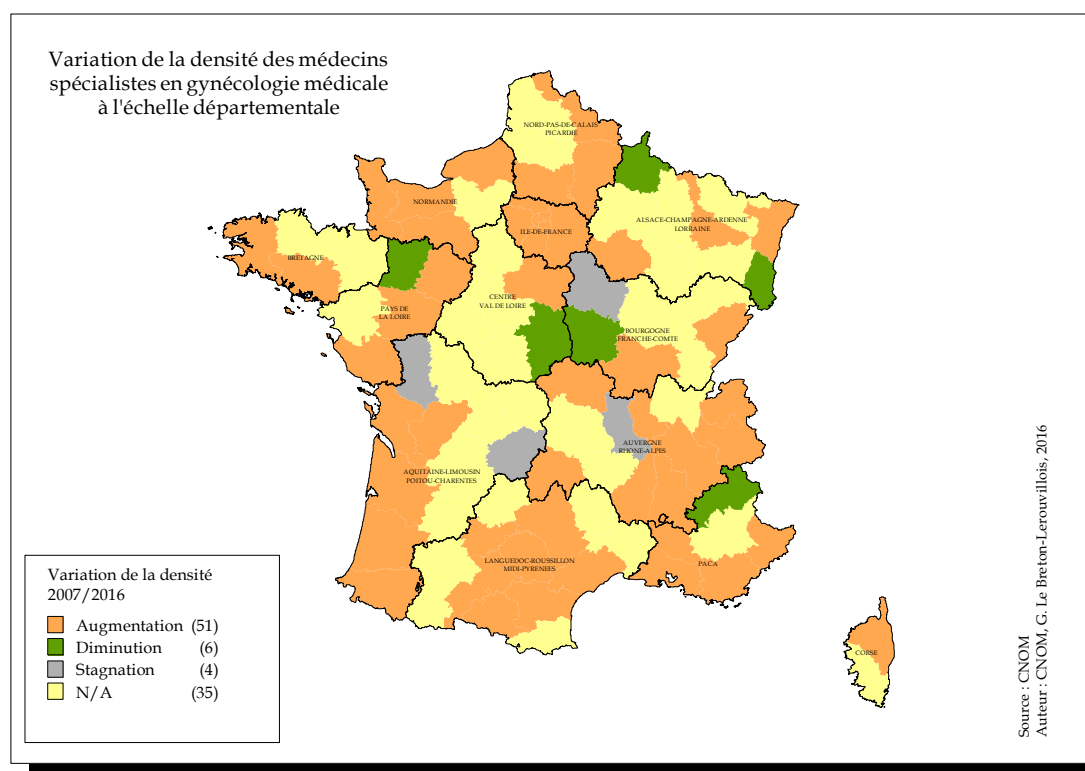 Variation de la densité des médecins
spécialistes en gynécologie médicale
à l'échelle départementale
NORD-PAS-DE-CALAIS
PICARDIE
NORMANDIE
ILE-DE-FRANCE
ALSACE-CHAMPAGNE-ARDENNE
LORRAINE
BRETAGNE
PAYS DE
LA LOIRE
CENTRE
VAL DE LOIRE
BOURGOGNE
FRANCHE-COMTE
AUVERGNE
RHONE-ALPES
AQUITAINE-LIMOUSIN
POITOU-CHARENTES
LANGUEDOC-ROUSSILLON
MIDI-PYRENEES
PACA
CORSE
Variation de la densité
2007/2016
Augmentation (51)
Diminution (6)
Stagnation (4)
N/A (35)
Source : CNOM
Auteur : CNOM, G. Le Breton-Lerouvillois, 2016